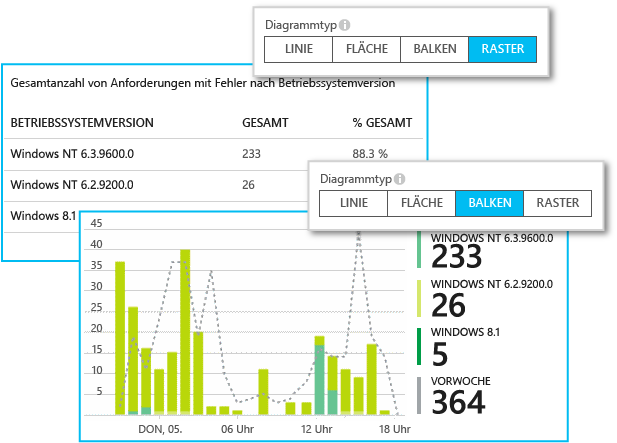 Diagrammtyp
LINIE FLÄCHE BALKEN RASTER
Gesamtanzahl von Anforderungen mit Fehler nach Betriebssystemversion
BETRIEBSSYSTEMVERSION GESAMT % GESAMT
Windows NT 6.3.9600.0 233 88.3 %
Windows NT 6.2.9200.0 26
Windows 8.1
Diagrammtyp
LINIE FLÄCHE BALKEN RASTER
45
40
35
30
25
20
15
10
5
DON, 05. 06 Uhr 12 Uhr 18 Uhr
WINDOWS NT 6.3.9600.0
233
WINDOWS NT 6.2.9200.0
26
WINDOWS 8.1
5
VORWOCHE
364